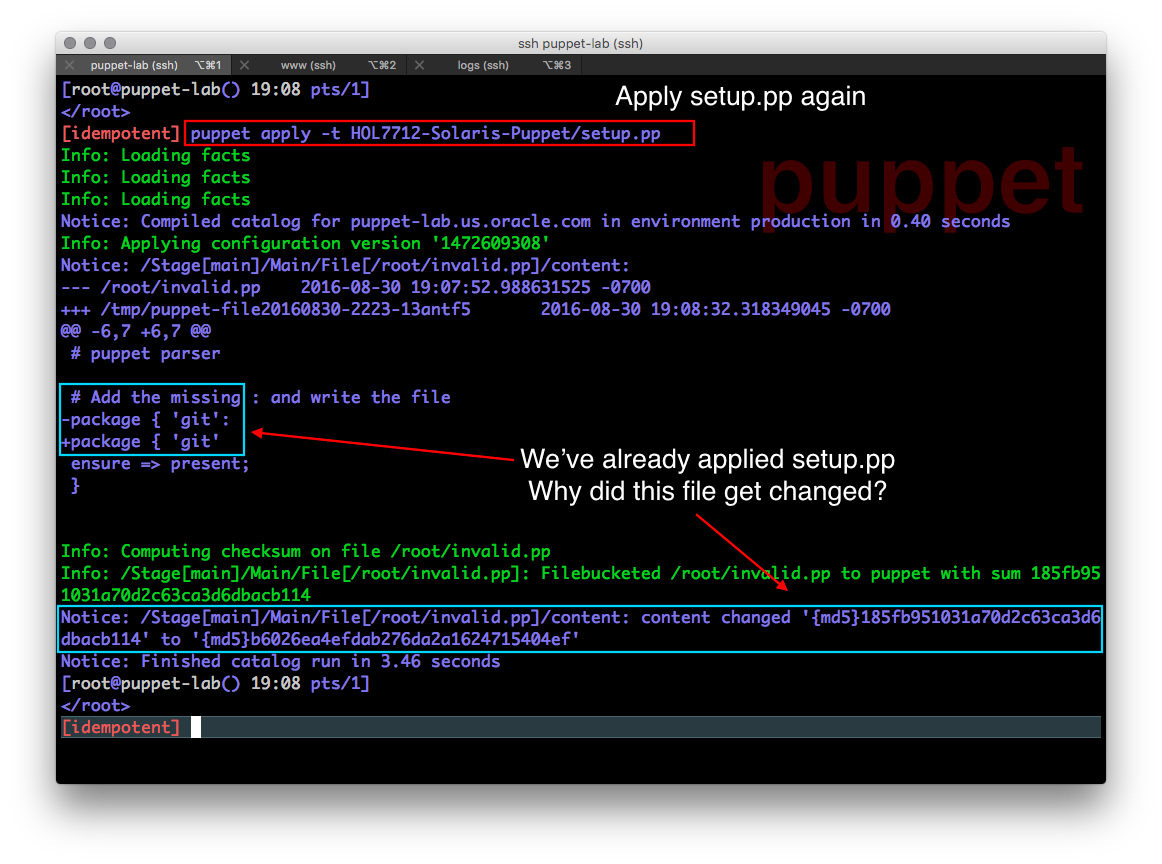 ssh puppet-lab (ssh)
puppet-lab (ssh) ⌥⌘1 www (ssh) ⌥⌘2 logs (ssh) ⌥⌘3
[root@puppet-lab() 19:08 pts/1]
Apply setup.pp again
</root>
[idempotent] puppet apply -t HOL7712-Solaris-Puppet/setup.pp
Info: Loading facts
puppet
Info: Loading facts
Info: Loading facts
Notice: Compiled catalog for puppet-lab.us.oracle.com in environment production in 0.40 seconds
Info: Applying configuration version '1472609308'
Notice: /Stage[main]/Main/File[/root/invalid.pp]/content:
--- /root/invalid.pp    2016-08-30 19:07:52.988631525 -0700
+++ /tmp/puppet-file20160830-2223-13antf5       2016-08-30 19:08:32.318349045 -0700
@@ -6,7 +6,7 @@
 # puppet parser
 # Add the missing : and write the file
-package { 'git':
+package { 'git'
 ensure => present;
 }
We’ve already applied setup.pp
Why did this file get changed?
Info: Computing checksum on file /root/invalid.pp
Info: /Stage[main]/Main/File[/root/invalid.pp]: Filebucketed /root/invalid.pp to puppet with sum 185fb95
1031a70d2c63ca3d6dbacb114
Notice: /Stage[main]/Main/File[/root/invalid.pp]/content: content changed '{md5}185fb951031a70d2c63ca3d6
dbacb114' to '{md5}b6026ea4efdab276da2a1624715404ef'
Notice: Finished catalog run in 3.46 seconds
[root@puppet-lab() 19:08 pts/1]
</root>
[idempotent]